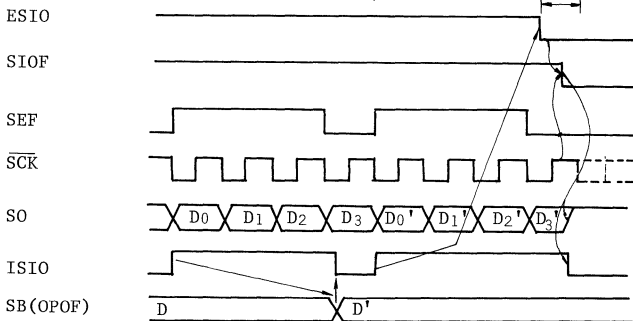 ESIO
SIOF
SEF
SCK
SO D0 D1 D2 D3 D0' D1' D2' D3'
ISIO
SB(OPOF) D D'